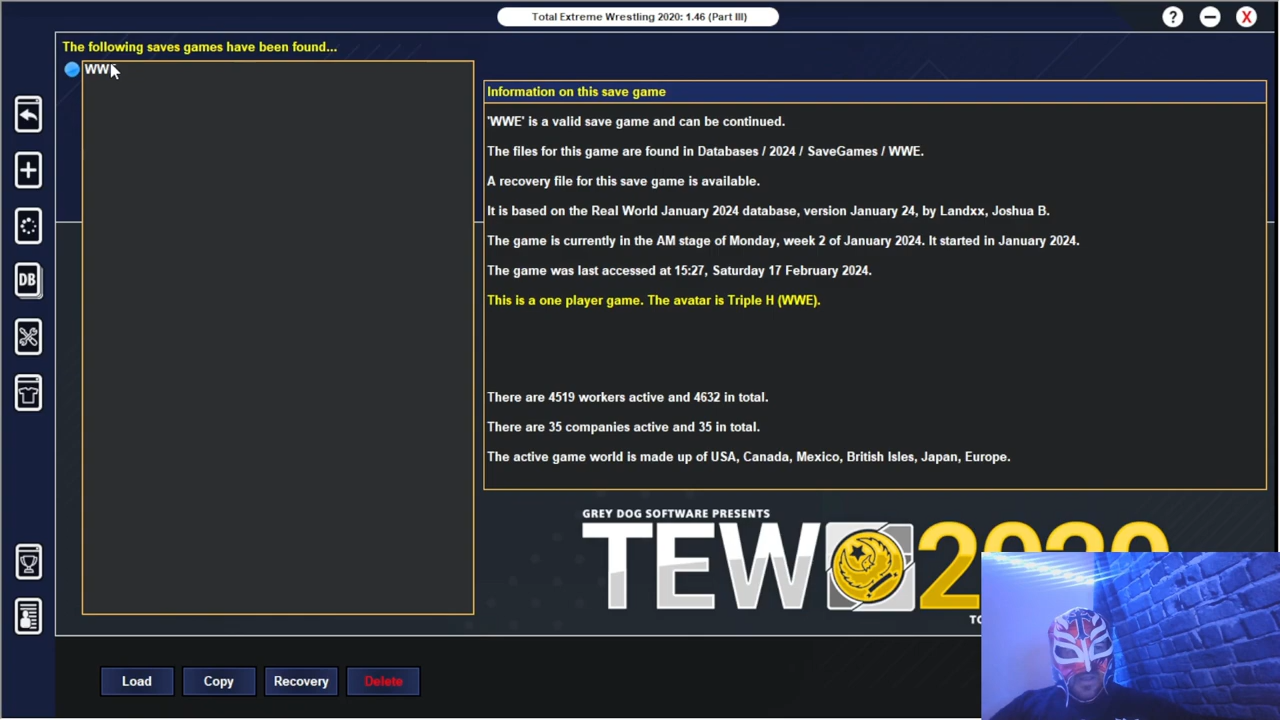 Total Extreme Wrestling 2020: 1.46 (Part III)
?
X
The following saves games have been found...
WWE
Information on this save game
'WWE' is a valid save game and can be continued.
The files for this game are found in Databases / 2024 / SaveGames / WWE.
A recovery file for this save game is available.
It is based on the Real World January 2024 database, version January 24, by Landxx, Joshua B.
The game is currently in the AM stage of Monday, week 2 of January 2024. It started in January 2024.
The game was last accessed at 15:27, Saturday 17 February 2024.
This is a one player game. The avatar is Triple H (WWE).
There are 4519 workers active and 4632 in total.
There are 35 companies active and 35 in total.
The active game world is made up of USA, Canada, Mexico, British Isles, Japan, Europe.
DB
GREY DOG SOFTWARE PRESENTS
TEW 2020
Load
Copy
Recovery
Delete